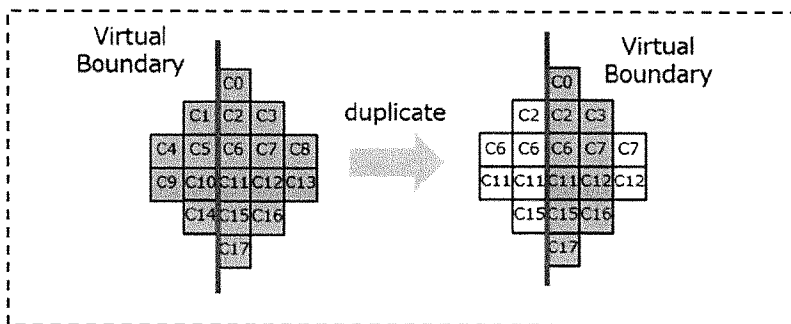 Virtual
Boundary
C0
C1 C2 C3
C4 C5 C6 C7 C8
C9 C10 C11 C12 C13
C14 C15 C16
C17
duplicate
Virtual
Boundary
C0
C2 C2 C3
C6 C6 C6 C7 C7
C11 C11 C11 C12 C12
C15 C15 C16
C17